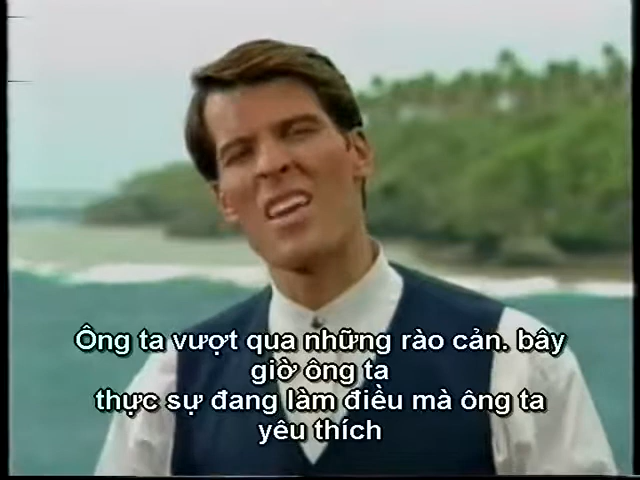 Ông ta vượt qua những rào cản. bây
giờ ông ta
thực sự đang làm điều mà ông ta
yêu thích